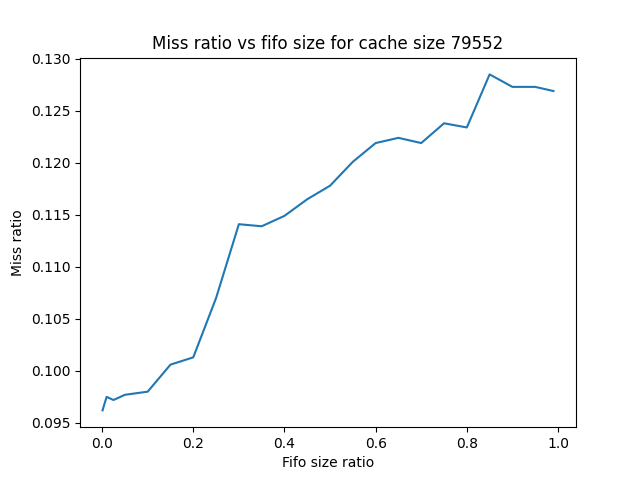 Miss ratio vs fifo size for cache size 79552
0.130
0.125
0.120
0.115
0.110
0.105
0.100
0.095
Miss ratio
0.0 0.2 0.4 0.6 0.8 1.0
Fifo size ratio